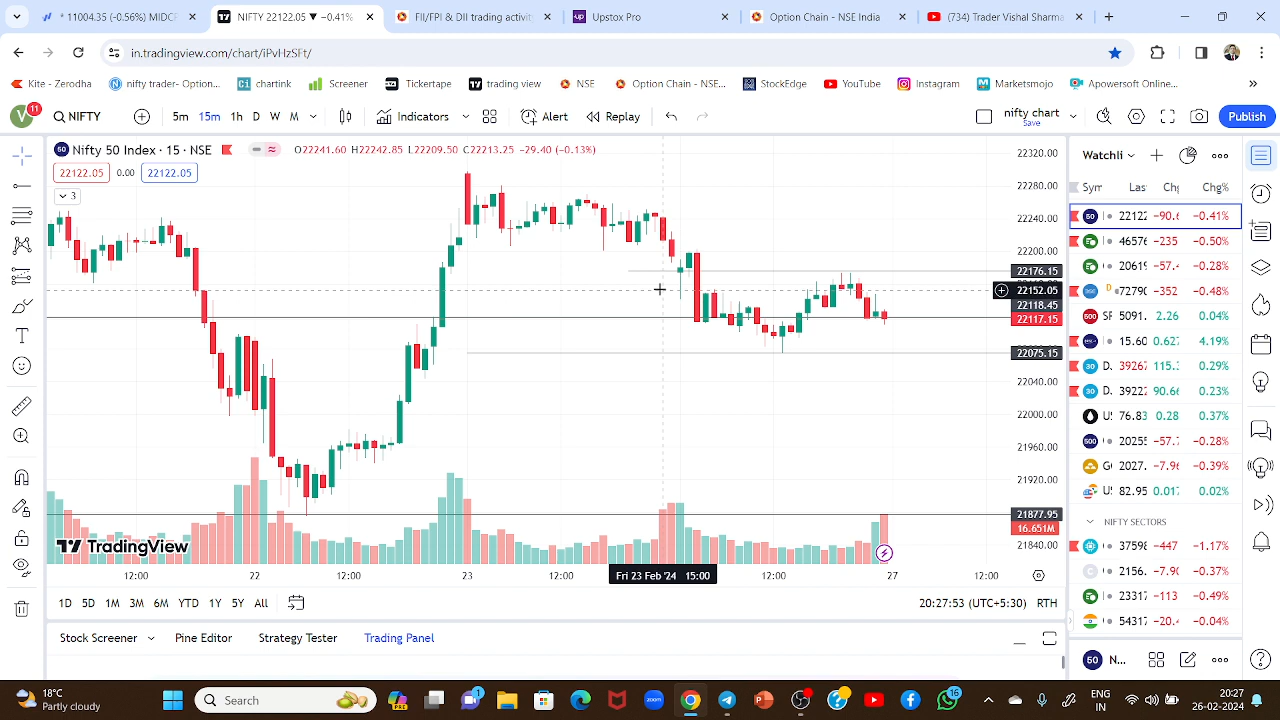 11004.35 (−0.56%) MIDC
NIFTY 22122.05 ▼ −0.41%
FII/FPI & DII trading activit
Upstox Pro
Option Chain - NSE India
(734) Trader Vanal Sharma
in.tradingview.com/chart/iPvHzSFt/
Kite - Zerodha
nifty trader- Option...
chartink
Screener
Tickertape
trading view
NSE
Option Chain - NSE...
StockEdge
YouTube
Instagram
Marketsmojo
Apowersoft Online...
V 11
NIFTY
5m 15m 1h D W M
Indicators
Alert
Replay
nifty chart
Save
Publish
Nifty 50 Index · 15 · NSE
O22241.60 H22242.85 L22209.50 C22213.25 −29.40 (−0.13%)
22122.05 0.00 22122.05
3
22320.00
22280.00
22240.00
22200.00
22176.15
22152.05
22118.45
22117.15
22075.15
22040.00
22000.00
21960.00
21920.00
21877.95
16.651M
21840.00
TradingView
12:00 22 12:00 23 12:00 Fri 23 Feb '24 15:00 12:00 27 12:00
1D 5D 1M 3M 6M YTD 1Y 5Y All
20:27:53 (UTC+5:30) RTH
Stock Screener
Pine Editor
Strategy Tester
Trading Panel
Watchli
Syr Las Chg Chg%
22122 −90.6 −0.41%
46576 −235 −0.50%
20619 −57.4 −0.28%
72790 −352 −0.48%
5091. 2.26 0.04%
15.60 0.627 4.19%
D. 39267 115.3 0.29%
D. 39222 90.66 0.23%
76.83 0.28 0.37%
20255 −57.7 −0.28%
2027. −7.96 −0.39%
82.95 0.017 0.02%
NIFTY SECTORS
37598 −447 −1.17%
2156. −7.90 −0.37%
23317 −113 −0.49%
54317 −20.4 −0.04%
N...
18°C
Partly cloudy
Search
ENG
IN
20:27
26-02-2024